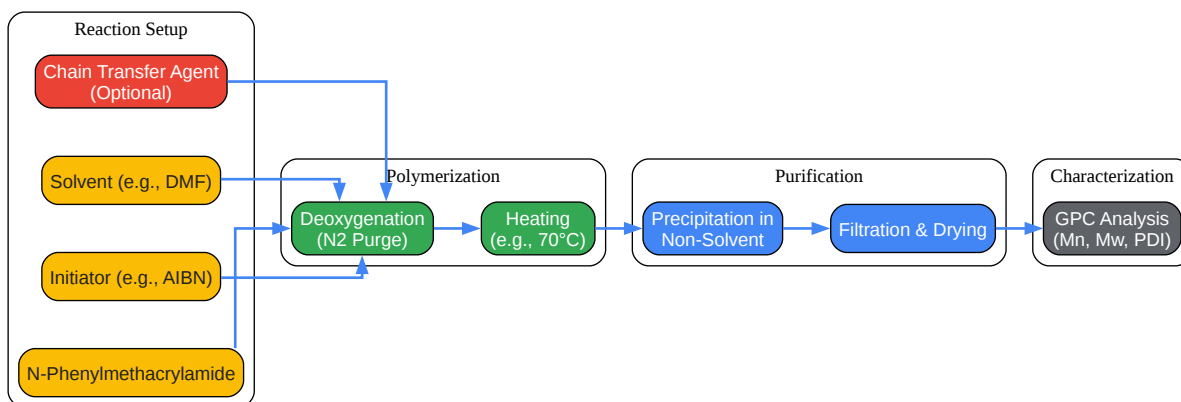 Reaction Setup
Chain Transfer Agent
(Optional)
Solvent (e.g., DMF)
Initiator (e.g., AIBN)
N-Phenylmethacrylamide
Polymerization
Deoxygenation
(N2 Purge)
Heating
(e.g., 70°C)
Purification
Precipitation in
Non-Solvent
Filtration & Drying
Characterization
GPC Analysis
(Mn, Mw, PDI)